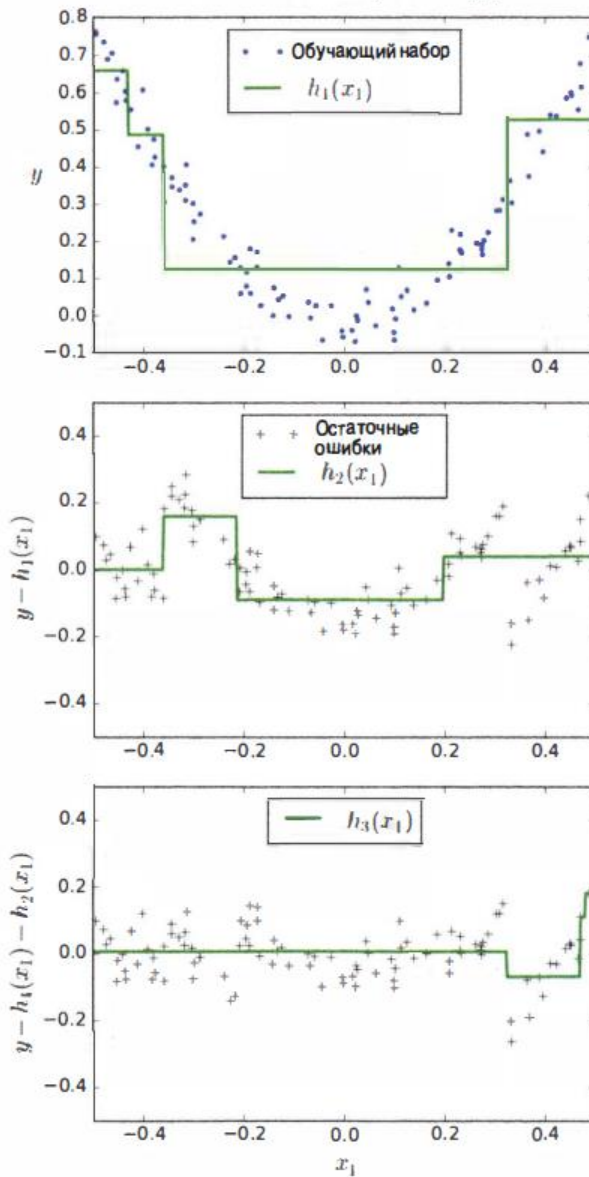 0.8
0.7
0.6
0.5
y
0.4
0.3
0.2
0.1
0.0
−0.1
Обучающий набор
h₁(x₁)
−0.4 −0.2 0.0 0.2 0.4
0.4
0.2
y − h₁(x₁)
0.0
−0.2
−0.4
Остаточные
ошибки
h₂(x₁)
−0.4 −0.2 0.0 0.2 0.4
0.4
0.2
y − h₁(x₁) − h₂(x₁)
0.0
−0.2
−0.4
h₃(x₁)
−0.4 −0.2 0.0 0.2 0.4
x₁